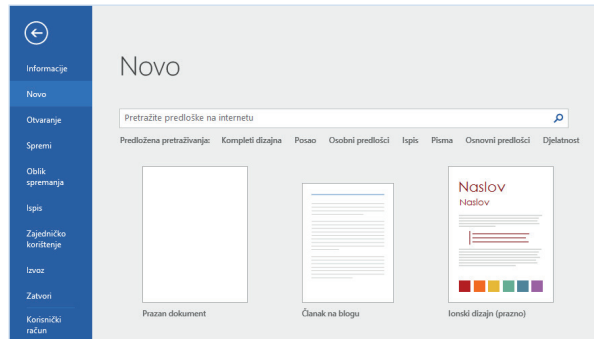 Informacije
Novo
Otvaranje
Spremi
Oblik
spremanja
Ispis
Zajedničko
korištenje
Izvoz
Zatvori
Korisnički
račun
Novo
Pretražite predloške na internetu
Predložena pretraživanja: Kompleti dizajna Posao Osobni predlošci Ispis Pisma Osnovni predlošci Djelatnost
Naslov
Naslov
Prazan dokument
Članak na blogu
Ionski dizajn (prazno)